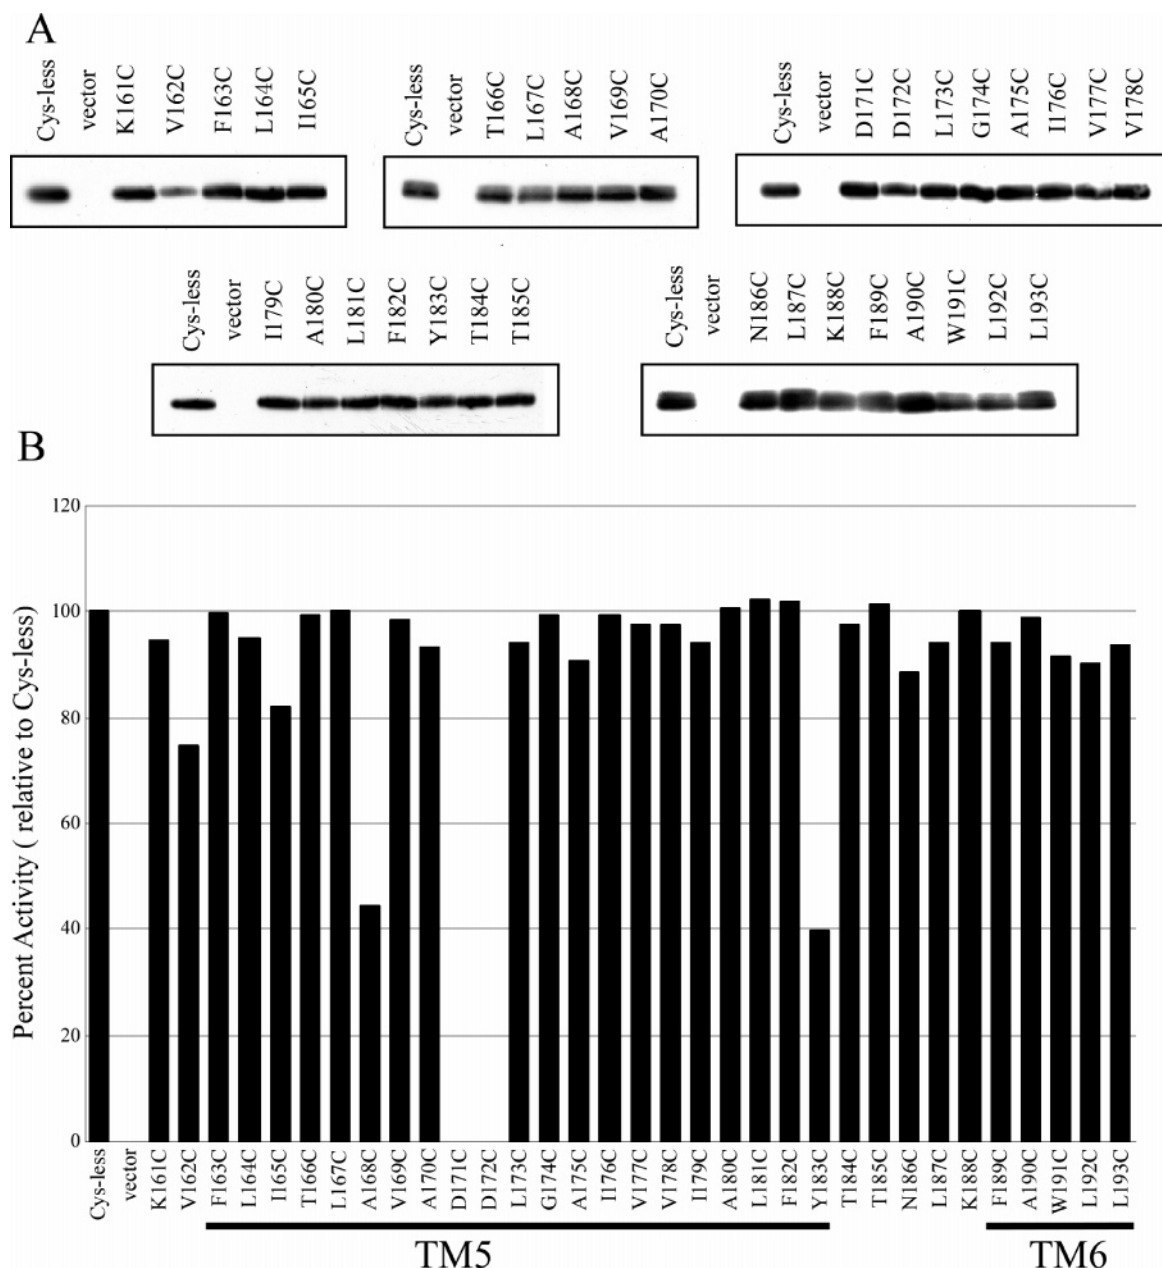 A
Cys-less vector K161C V162C F163C L164C I165C
Cys-less vector T166C L167C A168C V169C A170C
Cys-less vector D171C D172C L173C G174C A175C I176C V177C V178C
Cys-less vector I179C A180C L181C F182C Y183C T184C T185C
Cys-less vector N186C L187C K188C F189C A190C W191C L192C L193C
B
Percent Activity ( relative to Cys-less)
120
100
80
60
40
20
0
Cys-less vector K161C V162C F163C L164C I165C T166C L167C A168C V169C A170C D171C D172C L173C G174C A175C I176C V177C V178C I179C A180C L181C F182C Y183C T184C T185C N186C L187C K188C F189C A190C W191C L192C L193C
TM5 TM6